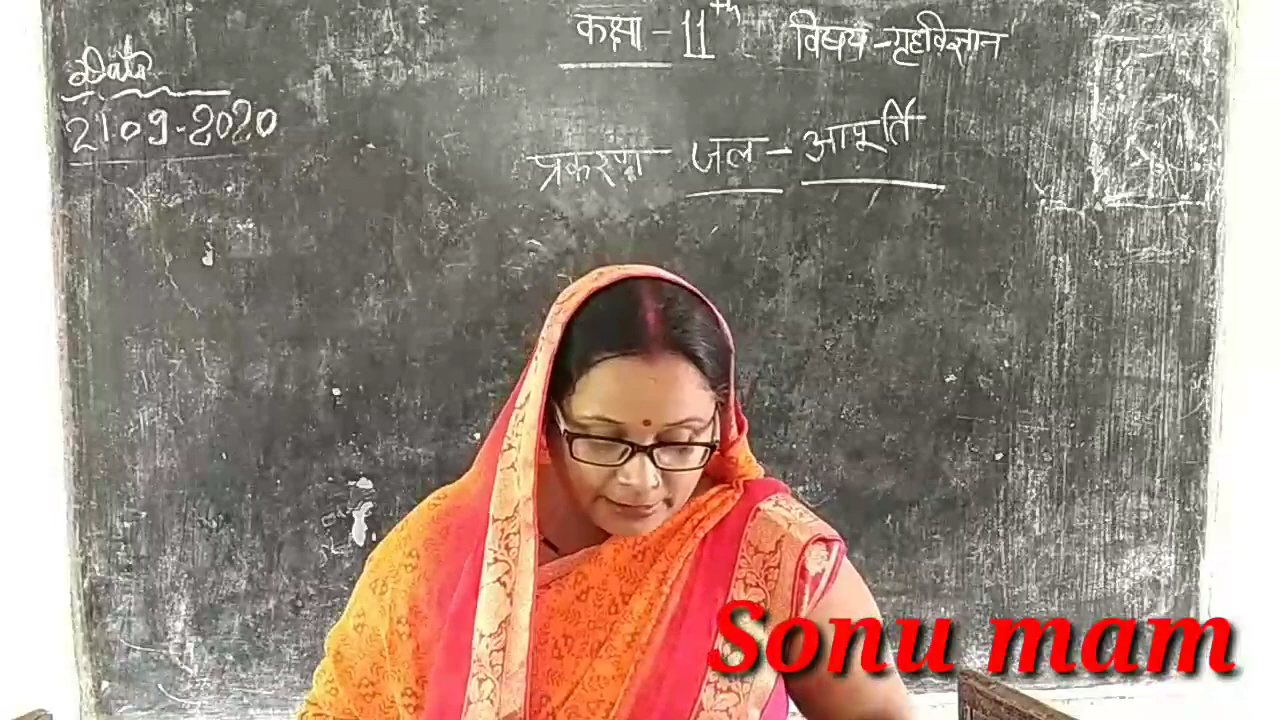 कक्षा - 11th विषय - गृहविज्ञान
Date
21.09-2020
प्रकरण जल - आपूर्ति
Sonu mam